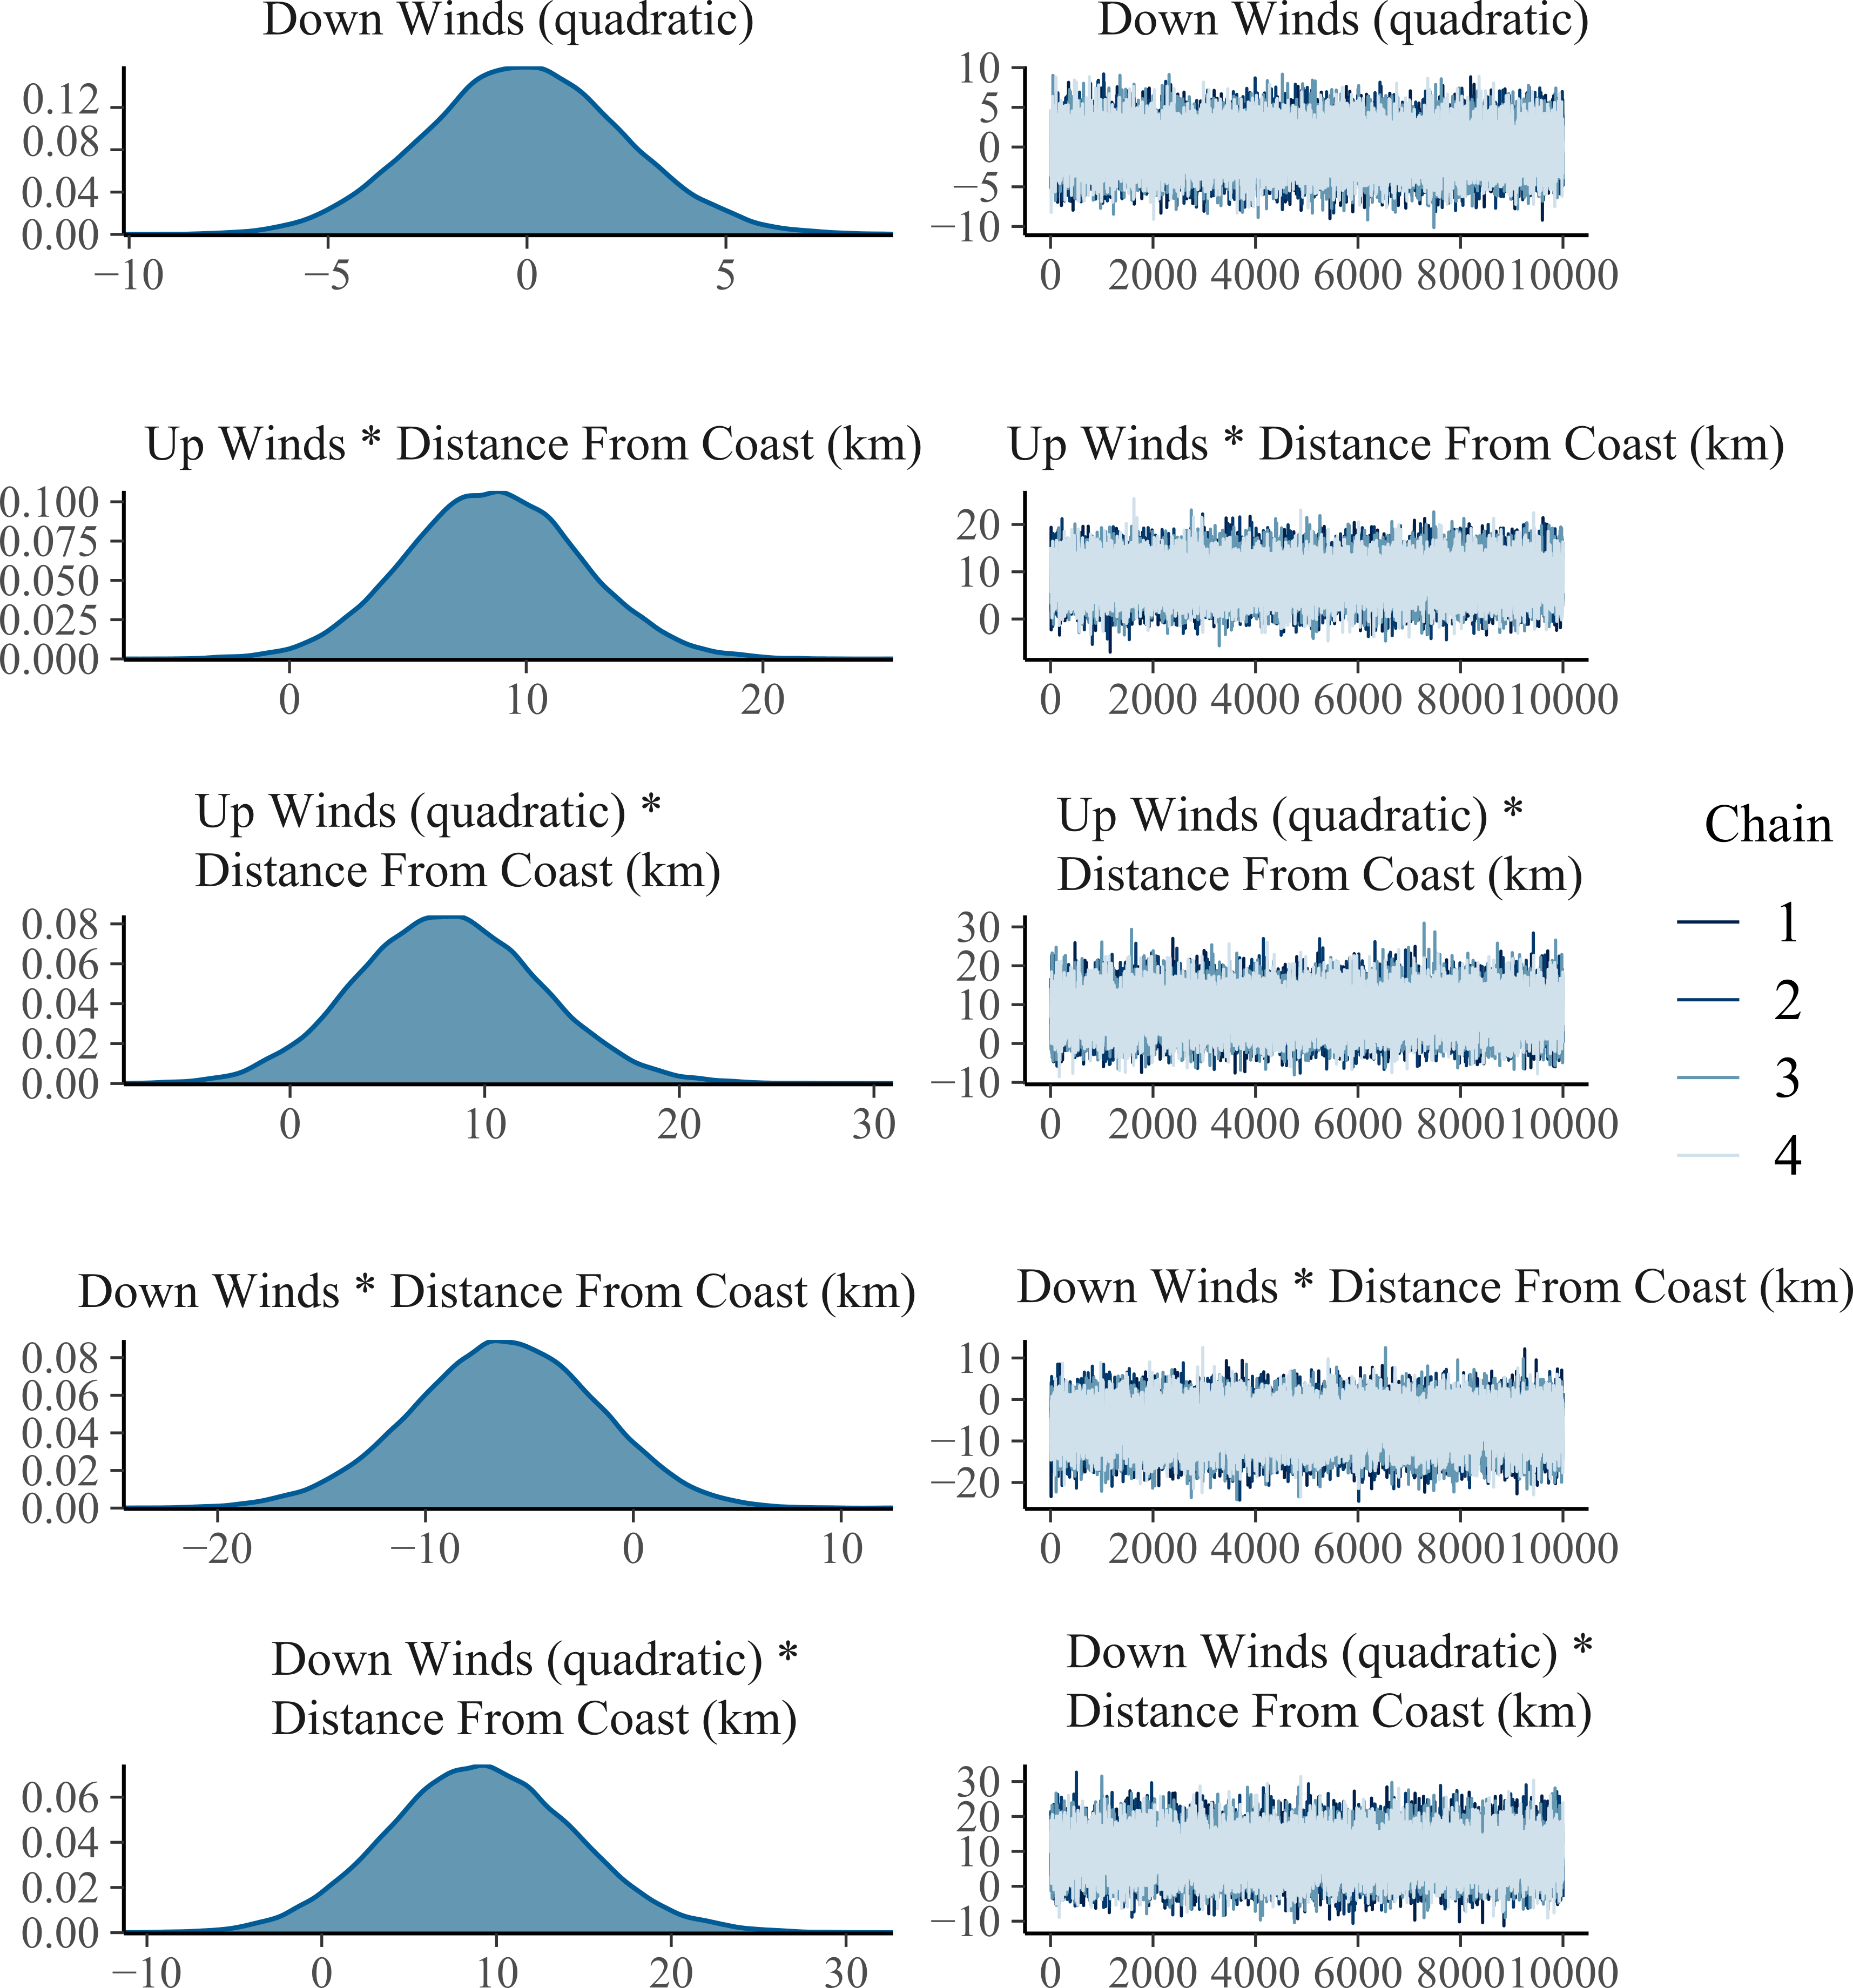 Down Winds (quadratic)
0.12
0.08
0.04
0.00
−10 −5 0 5
Down Winds (quadratic)
10
5
0
−5
−10
0 2000 4000 6000 8000 10000
Up Winds * Distance From Coast (km)
0.100
0.075
0.050
0.025
0.000
0 10 20
Up Winds * Distance From Coast (km)
20
10
0
0 2000 4000 6000 8000 10000
Up Winds (quadratic) *
Distance From Coast (km)
0.08
0.06
0.04
0.02
0.00
0 10 20 30
Up Winds (quadratic) *
Distance From Coast (km)
30
20
10
0
−10
0 2000 4000 6000 8000 10000
Chain
1
2
3
4
Down Winds * Distance From Coast (km)
0.08
0.06
0.04
0.02
0.00
−20 −10 0 10
Down Winds * Distance From Coast (km)
10
0
−10
−20
0 2000 4000 6000 8000 10000
Down Winds (quadratic) *
Distance From Coast (km)
0.06
0.04
0.02
0.00
−10 0 10 20 30
Down Winds (quadratic) *
Distance From Coast (km)
30
20
10
0
−10
0 2000 4000 6000 8000 10000